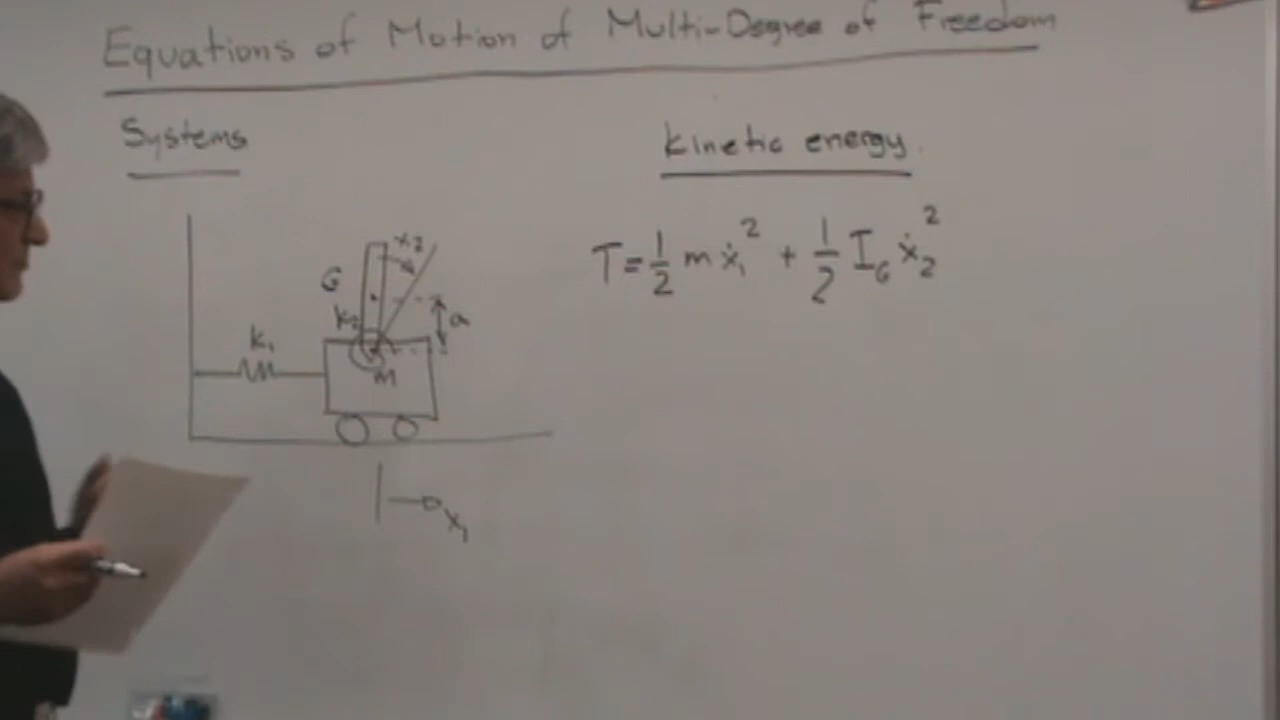 Equations of Motion of Multi-Degree of Freedom
Systems
Kinetic energy
T = 1/2 m ẋ₁² + 1/2 I_G ẋ₂²
x₂
G
k₂
a
k₁
m
x₁